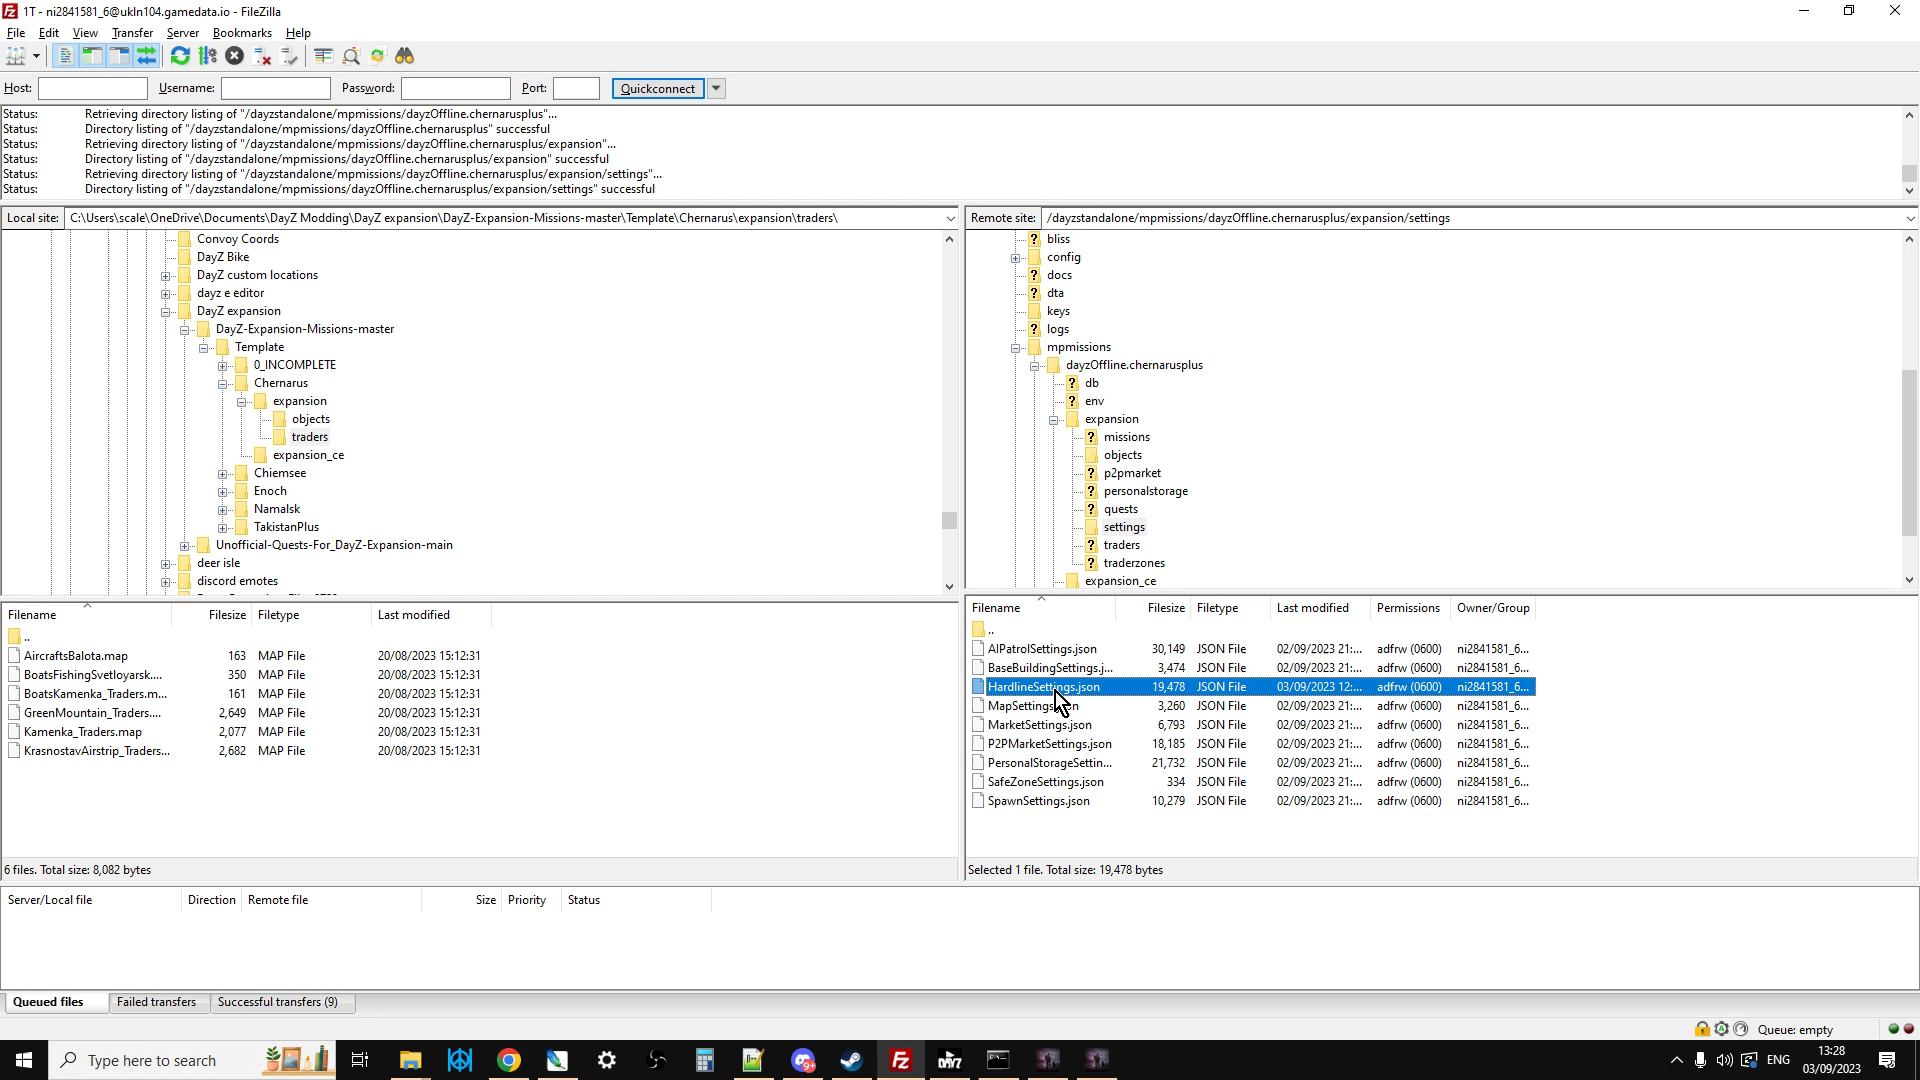 1T - ni2841581_6@ukln104.gamedata.io - FileZilla
File Edit View Transfer Server Bookmarks Help
Host: Username: Password: Port: Quickconnect
Status: Retrieving directory listing of "/dayzstandalone/mpmissions/dayzOffline.chernarusplus"...
Status: Directory listing of "/dayzstandalone/mpmissions/dayzOffline.chernarusplus" successful
Status: Retrieving directory listing of "/dayzstandalone/mpmissions/dayzOffline.chernarusplus/expansion"...
Status: Directory listing of "/dayzstandalone/mpmissions/dayzOffline.chernarusplus/expansion" successful
Status: Retrieving directory listing of "/dayzstandalone/mpmissions/dayzOffline.chernarusplus/expansion/settings"...
Status: Directory listing of "/dayzstandalone/mpmissions/dayzOffline.chernarusplus/expansion/settings" successful
Local site: C:\Users\scale\OneDrive\Documents\DayZ Modding\DayZ expansion\DayZ-Expansion-Missions-master\Template\Chernarus\expansion\traders\
Convoy Coords
DayZ Bike
DayZ custom locations
dayz e editor
DayZ expansion
DayZ-Expansion-Missions-master
Template
0_INCOMPLETE
Chernarus
expansion
objects
traders
expansion_ce
Chiemsee
Enoch
Namalsk
TakistanPlus
Unofficial-Quests-For_DayZ-Expansion-main
deer isle
discord emotes
Filename Filesize Filetype Last modified
..
AircraftsBalota.map 163 MAP File 20/08/2023 15:12:31
BoatsFishingSvetloyarsk.... 350 MAP File 20/08/2023 15:12:31
BoatsKamenka_Traders.m... 161 MAP File 20/08/2023 15:12:31
GreenMountain_Traders.... 2,649 MAP File 20/08/2023 15:12:31
Kamenka_Traders.map 2,077 MAP File 20/08/2023 15:12:31
KrasnostavAirstrip_Traders... 2,682 MAP File 20/08/2023 15:12:31
6 files. Total size: 8,082 bytes
Remote site: /dayzstandalone/mpmissions/dayzOffline.chernarusplus/expansion/settings
bliss
config
docs
dta
keys
logs
mpmissions
dayzOffline.chernarusplus
db
env
expansion
missions
objects
p2pmarket
personalstorage
quests
settings
traders
traderzones
expansion_ce
Filename Filesize Filetype Last modified Permissions Owner/Group
..
AIPatrolSettings.json 30,149 JSON File 02/09/2023 21:... adfrw (0600) ni2841581_6...
BaseBuildingSettings.j... 3,474 JSON File 02/09/2023 21:... adfrw (0600) ni2841581_6...
HardlineSettings.json 19,478 JSON File 03/09/2023 12:... adfrw (0600) ni2841581_6...
MapSettings.json 3,260 JSON File 02/09/2023 21:... adfrw (0600) ni2841581_6...
MarketSettings.json 6,793 JSON File 02/09/2023 21:... adfrw (0600) ni2841581_6...
P2PMarketSettings.json 18,185 JSON File 02/09/2023 21:... adfrw (0600) ni2841581_6...
PersonalStorageSettin... 21,732 JSON File 02/09/2023 21:... adfrw (0600) ni2841581_6...
SafeZoneSettings.json 334 JSON File 02/09/2023 21:... adfrw (0600) ni2841581_6...
SpawnSettings.json 10,279 JSON File 02/09/2023 21:... adfrw (0600) ni2841581_6...
Selected 1 file. Total size: 19,478 bytes
Server/Local file Direction Remote file Size Priority Status
Queued files Failed transfers Successful transfers (9)
Queue: empty
Type here to search
ENG
13:28
03/09/2023